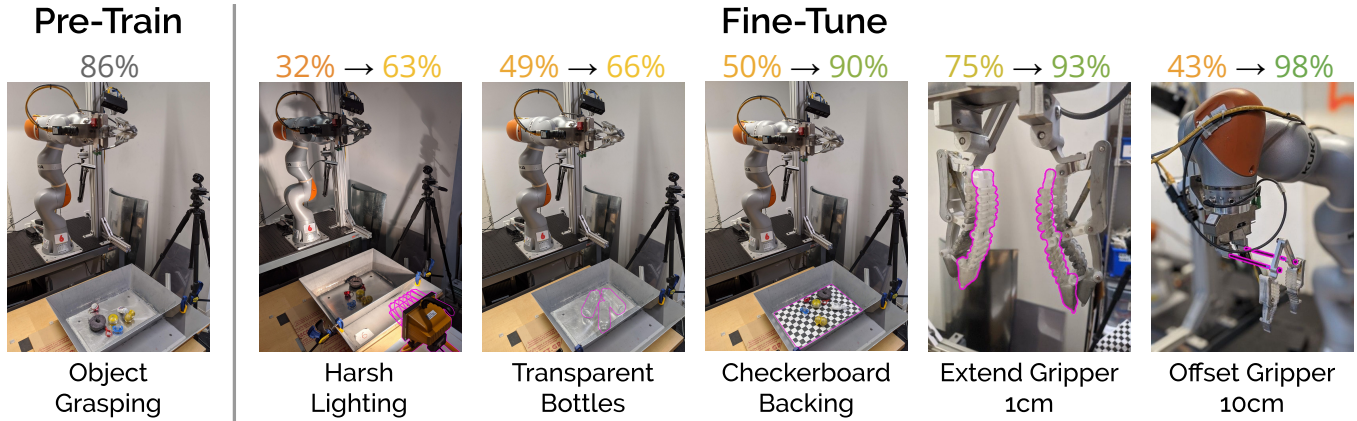 Pre-Train
Fine-Tune
86%
32% → 63%
49% → 66%
50% → 90%
75% → 93%
43% → 98%
Object
Grasping
Harsh
Lighting
Transparent
Bottles
Checkerboard
Backing
Extend Gripper
1cm
Offset Gripper
10cm